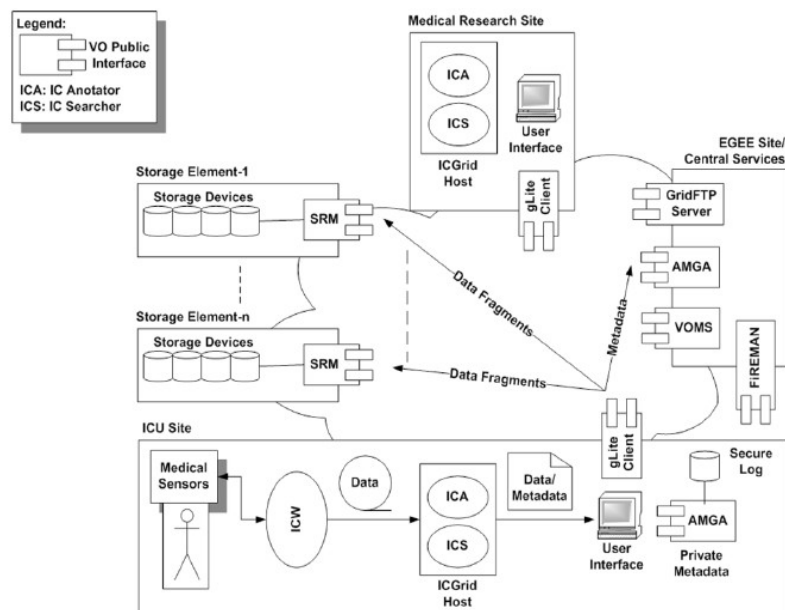 Legend:
VO Public
Interface
ICA: IC Anotator
ICS: IC Searcher
Medical Research Site
ICA
ICS
ICGrid
Host
User
Interface
gLite
Client
EGEE Site/
Central Services
GridFTP
Server
AMGA
VOMS
FiREMAN
Storage Element-1
Storage Devices
SRM
Storage Element-n
Storage Devices
SRM
Data Fragments
Data Fragments
Metadata
ICU Site
Medical
Sensors
ICW
Data
ICA
ICS
ICGrid
Host
Data/
Metadata
User
Interface
gLite
Client
Secure
Log
AMGA
Private
Metadata